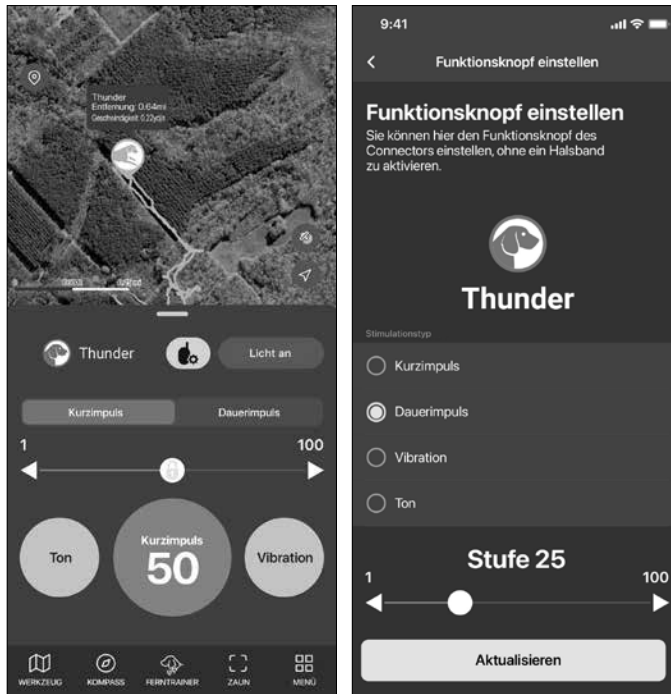 Thunder
Entfernung: 0.64mi
Geschwindigkeit: 0.22yd/s
Thunder
Licht an
Kurzimpuls
Dauerimpuls
1
100
Kurzimpuls
50
Ton
Vibration
WERKZEUG
KOMPASS
FERNTRAINER
ZAUN
MENÜ
9:41
Funktionsknopf einstellen
Funktionsknopf einstellen
Sie können hier den Funktionsknopf des
Connectors einstellen, ohne ein Halsband
zu aktivieren.
Thunder
Stimulationstyp
Kurzimpuls
Dauerimpuls
Vibration
Ton
Stufe 25
1
100
Aktualisieren